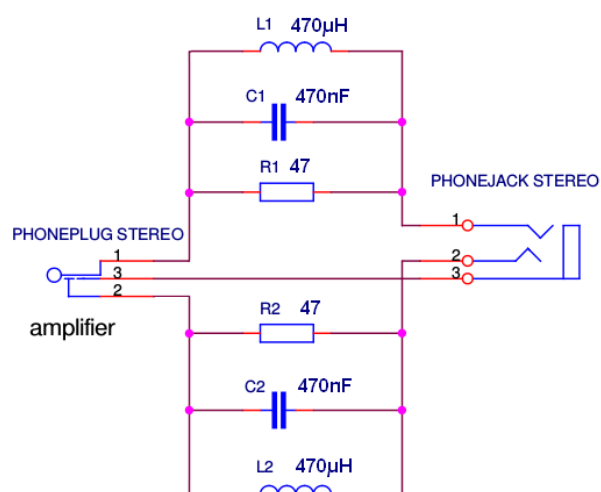 L1 470µH
C1 470nF
R1 47
PHONEJACK STEREO
1
PHONEPLUG STEREO
1
2
3
3
2
R2 47
amplifier
C2 470nF
L2 470µH